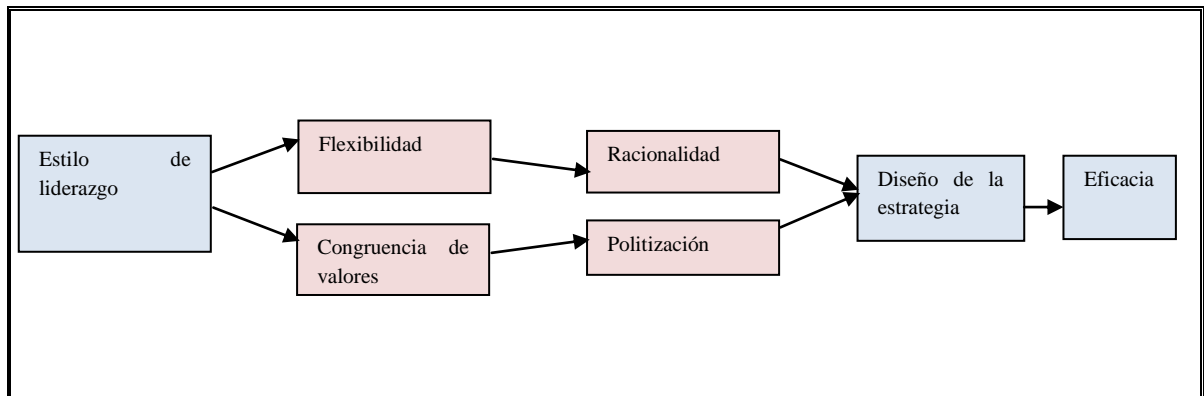 Estilo de
liderazgo
Flexibilidad
Congruencia de
valores
Racionalidad
Politización
Diseño de la
estrategia
Eficacia